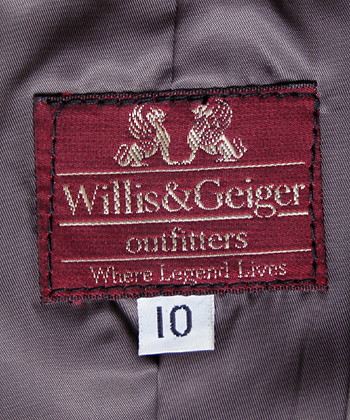 Willis&Geiger
outfitters
Where Legend Lives
10